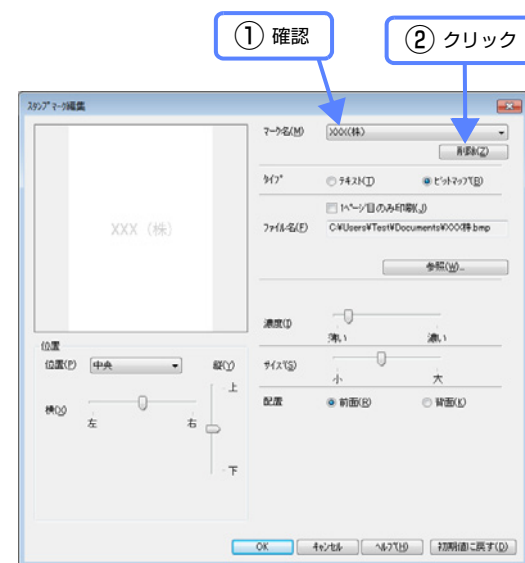 ① 確認
② クリック
スタンプマーク編集
マーク名(M)
XXX(株)
削除(Z)
タイプ
テキスト(T)
ビットマップ(B)
1ページ目のみ印刷(J)
ファイル名(F)
C:¥Users¥Test¥Documents¥XXX株.bmp
参照(W)...
XXX (株)
濃度(I)
薄い
濃い
位置
位置(P)
中央
縦(Y)
サイズ(S)
小
大
上
横(X)
左
右
配置
前面(R)
背面(K)
下
OK
キャンセル
ヘルプ(H)
初期値に戻す(D)